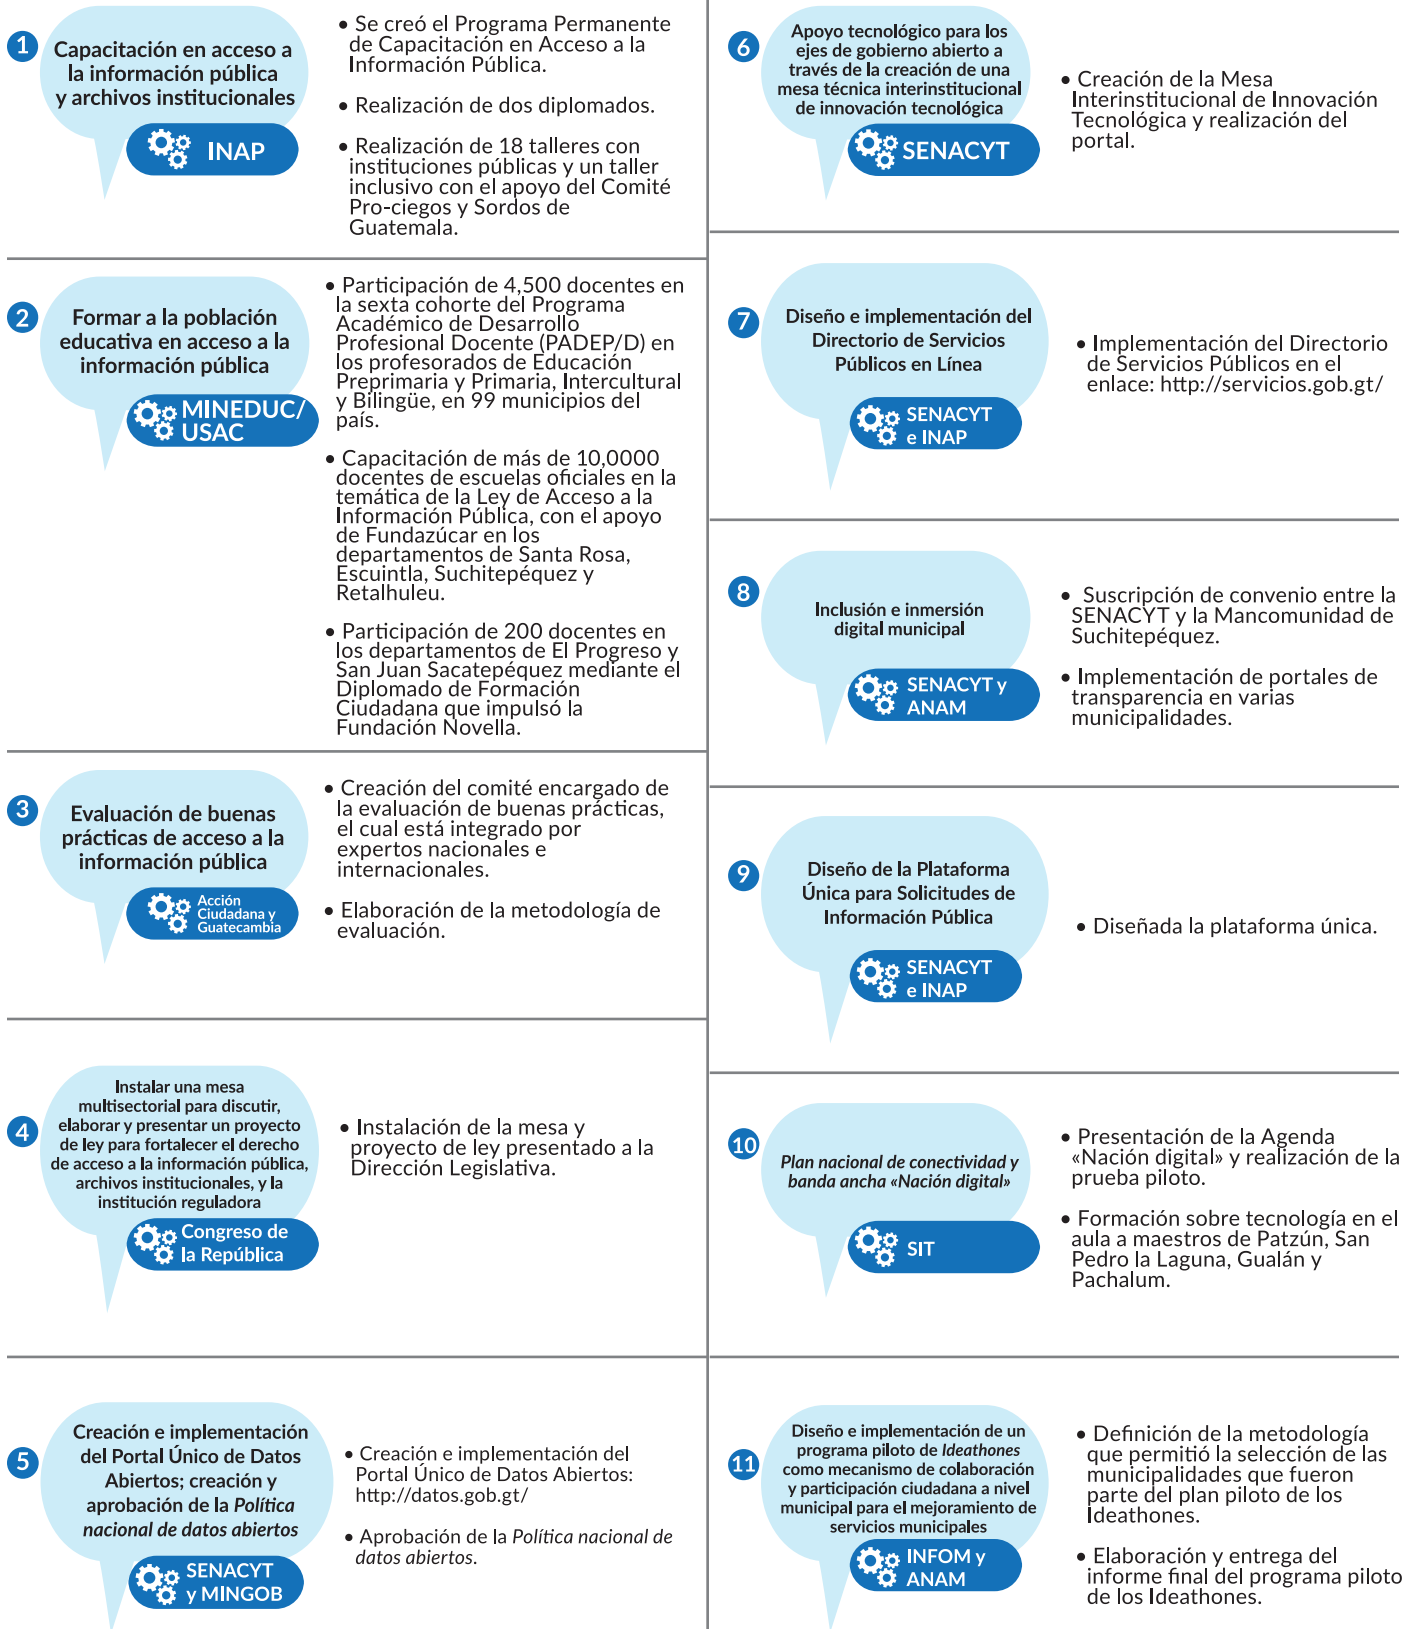 1
Capacitación en acceso a
la información pública
y archivos institucionales
INAP
• Se creó el Programa Permanente
de Capacitación en Acceso a la
Información Pública.
• Realización de dos diplomados.
• Realización de 18 talleres con
instituciones públicas y un taller
inclusivo con el apoyo del Comité
Pro-ciegos y Sordos de
Guatemala.
2
Formar a la población
educativa en acceso a la
información pública
MINEDUC/
USAC
• Participación de 4,500 docentes en
la sexta cohorte del Programa
Académico de Desarrollo
Profesional Docente (PADEP/D) en
los profesorados de Educación
Preprimaria y Primaria, Intercultural
y Bilingüe, en 99 municipios del
país.
• Capacitación de más de 10,0000
docentes de escuelas oficiales en la
temática de la Ley de Acceso a la
Información Pública, con el apoyo
de Fundazúcar en los
departamentos de Santa Rosa,
Escuintla, Suchitepéquez y
Retalhuleu.
• Participación de 200 docentes en
los departamentos de El Progreso y
San Juan Sacatepéquez mediante el
Diplomado de Formación
Ciudadana que impulsó la
Fundación Novella.
3
Evaluación de buenas
prácticas de acceso a la
información pública
Acción
Ciudadana y
Guatecambia
• Creación del comité encargado de
la evaluación de buenas prácticas,
el cual está integrado por
expertos nacionales e
internacionales.
• Elaboración de la metodología de
evaluación.
4
Instalar una mesa
multisectorial para discutir,
elaborar y presentar un proyecto
de ley para fortalecer el derecho
de acceso a la información pública,
archivos institucionales, y la
institución reguladora
Congreso de
la República
• Instalación de la mesa y
proyecto de ley presentado a la
Dirección Legislativa.
5
Creación e implementación
del Portal Único de Datos
Abiertos; creación y
aprobación de la Política
nacional de datos abiertos
SENACYT
y MINGOB
• Creación e implementación del
Portal Único de Datos Abiertos:
http://datos.gob.gt/
• Aprobación de la Política nacional de
datos abiertos.
6
Apoyo tecnológico para los
ejes de gobierno abierto a
través de la creación de una
mesa técnica interinstitucional
de innovación tecnológica
SENACYT
• Creación de la Mesa
Interinstitucional de Innovación
Tecnológica y realización del
portal.
7
Diseño e implementación del
Directorio de Servicios
Públicos en Línea
SENACYT
e INAP
• Implementación del Directorio
de Servicios Públicos en el
enlace: http://servicios.gob.gt/
8
Inclusión e inmersión
digital municipal
SENACYT y
ANAM
• Suscripción de convenio entre la
SENACYT y la Mancomunidad de
Suchitepéquez.
• Implementación de portales de
transparencia en varias
municipalidades.
9
Diseño de la Plataforma
Única para Solicitudes de
Información Pública
SENACYT
e INAP
• Diseñada la plataforma única.
10
Plan nacional de conectividad y
banda ancha «Nación digital»
SIT
• Presentación de la Agenda
«Nación digital» y realización de la
prueba piloto.
• Formación sobre tecnología en el
aula a maestros de Patzún, San
Pedro la Laguna, Gualán y
Pachalum.
11
Diseño e implementación de un
programa piloto de Ideathones
como mecanismo de colaboración
y participación ciudadana a nivel
municipal para el mejoramiento de
servicios municipales
INFOM y
ANAM
• Definición de la metodología
que permitió la selección de las
municipalidades que fueron
parte del plan piloto de los
Ideathones.
• Elaboración y entrega del
informe final del programa piloto
de los Ideathones.